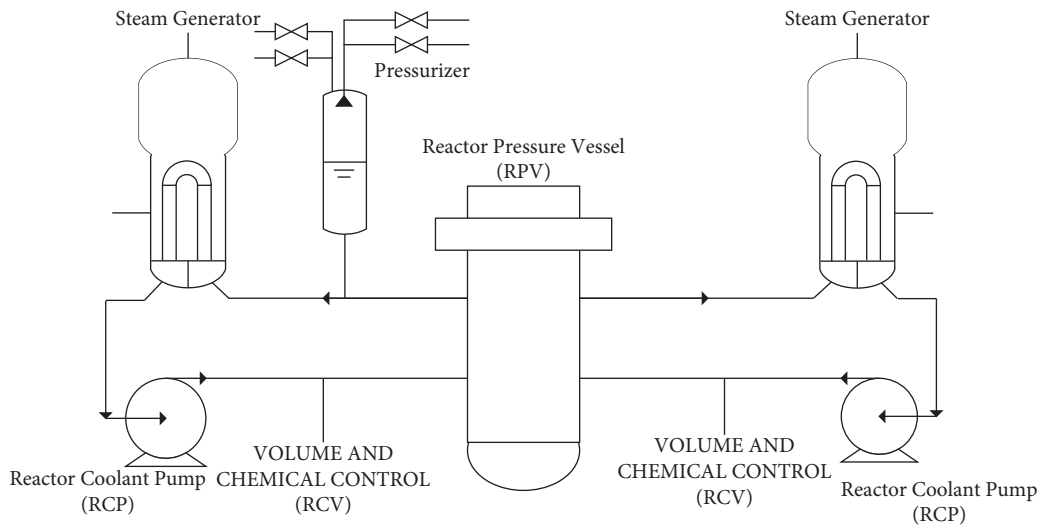 Steam Generator
Steam Generator
Pressurizer
Reactor Pressure Vessel
(RPV)
VOLUME AND
CHEMICAL CONTROL
(RCV)
VOLUME AND
CHEMICAL CONTROL
(RCV)
Reactor Coolant Pump
(RCP)
Reactor Coolant Pump
(RCP)